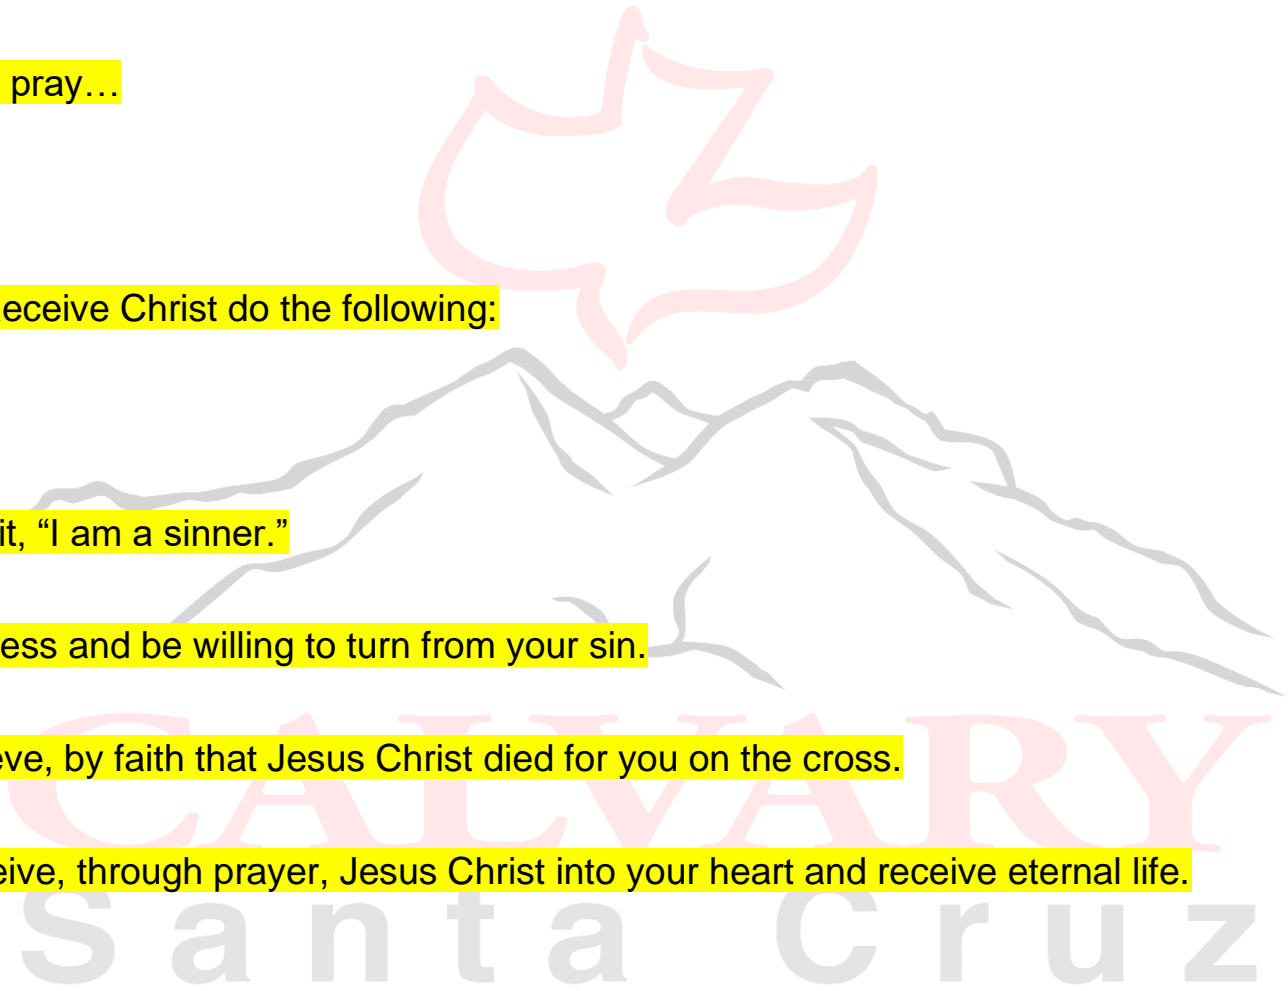 pray…
eceive Christ do the following:
it, “I am a sinner.”
ess and be willing to turn from your sin.
eve, by faith that Jesus Christ died for you on the cross.
eive, through prayer, Jesus Christ into your heart and receive eternal life.
CALVARY
Santa Cruz